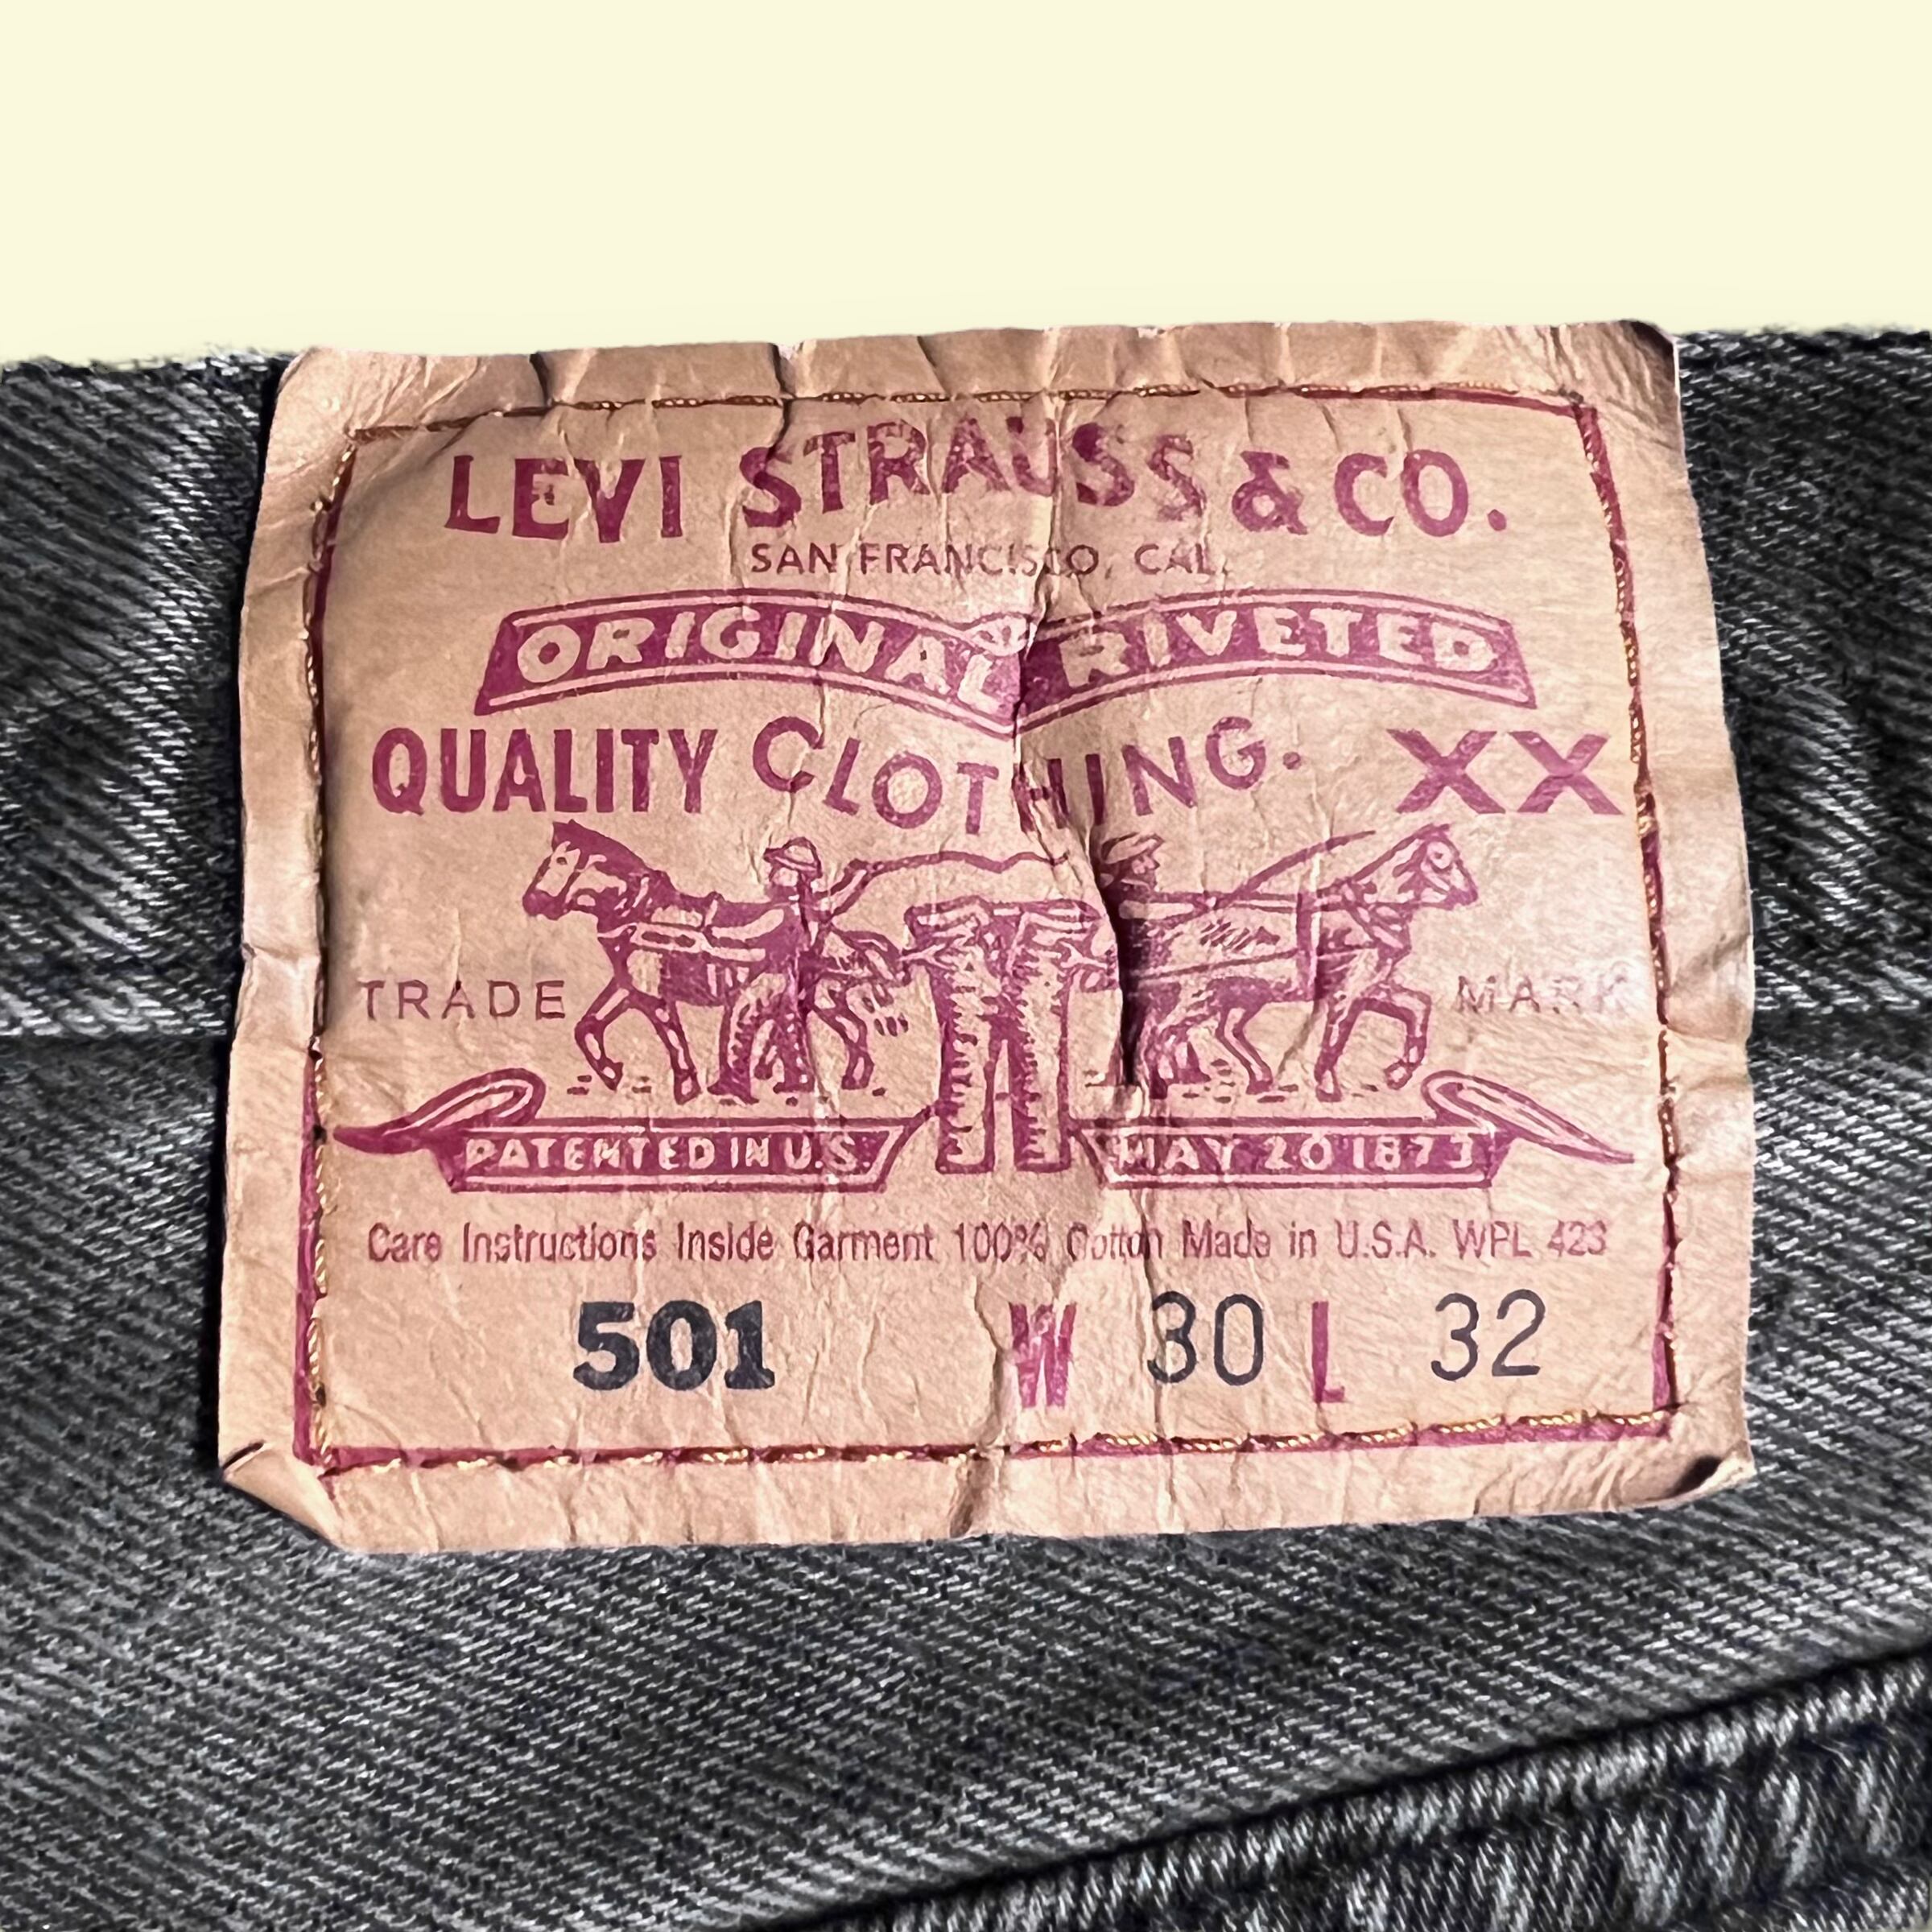 LEVI STRAUSS & CO.
SAN FRANCISCO, CAL.
ORIGINAL RIVETED
QUALITY CLOTHING. XX
TRADE MARK
PATENTED IN U.S. MAY 20 1873
Care Instructions Inside Garment 100% Cotton Made in U.S.A. WPL 423
501 W 30 L 32